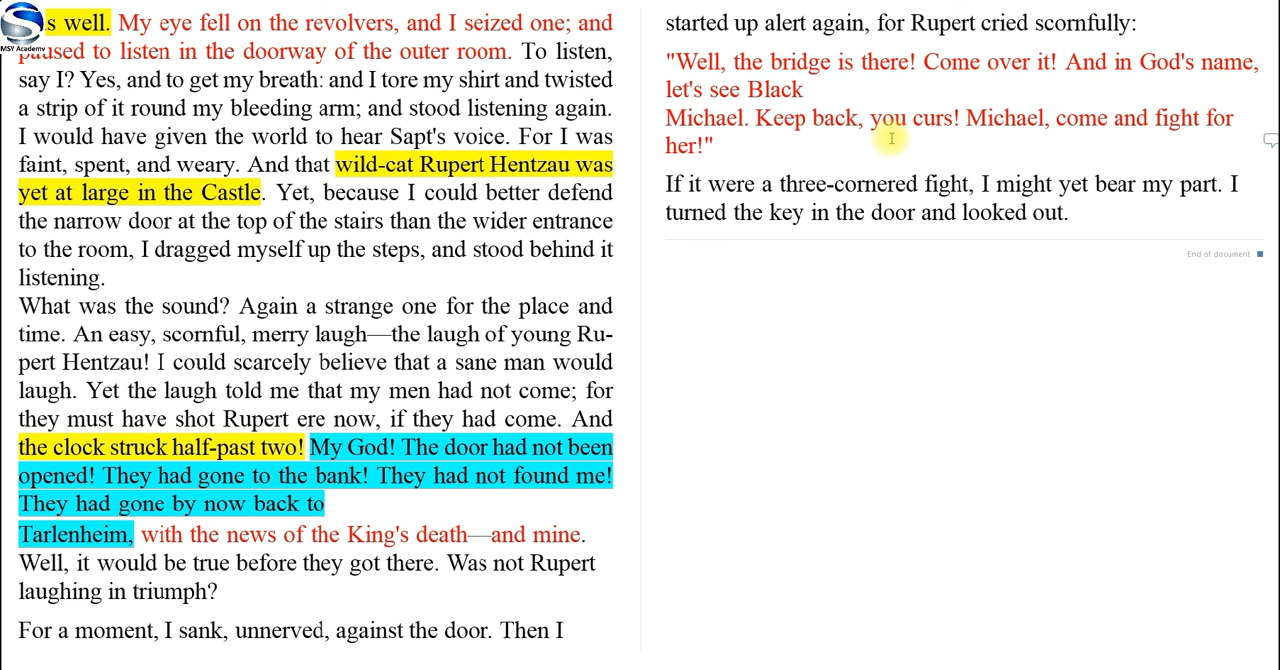 s well. My eye fell on the revolvers, and I seized one; and
paused to listen in the doorway of the outer room. To listen,
say I? Yes, and to get my breath: and I tore my shirt and twisted
a strip of it round my bleeding arm; and stood listening again.
I would have given the world to hear Sapt's voice. For I was
faint, spent, and weary. And that wild-cat Rupert Hentzau was
yet at large in the Castle. Yet, because I could better defend
the narrow door at the top of the stairs than the wider entrance
to the room, I dragged myself up the steps, and stood behind it
listening.
What was the sound? Again a strange one for the place and
time. An easy, scornful, merry laugh—the laugh of young Ru-
pert Hentzau! I could scarcely believe that a sane man would
laugh. Yet the laugh told me that my men had not come; for
they must have shot Rupert ere now, if they had come. And
the clock struck half-past two! My God! The door had not been
opened! They had gone to the bank! They had not found me!
They had gone by now back to
Tarlenheim, with the news of the King's death—and mine.
Well, it would be true before they got there. Was not Rupert
laughing in triumph?
For a moment, I sank, unnerved, against the door. Then I
started up alert again, for Rupert cried scornfully:
"Well, the bridge is there! Come over it! And in God's name,
let's see Black
Michael. Keep back, you curs! Michael, come and fight for
her!"
If it were a three-cornered fight, I might yet bear my part. I
turned the key in the door and looked out.
End of document
MSY Academy